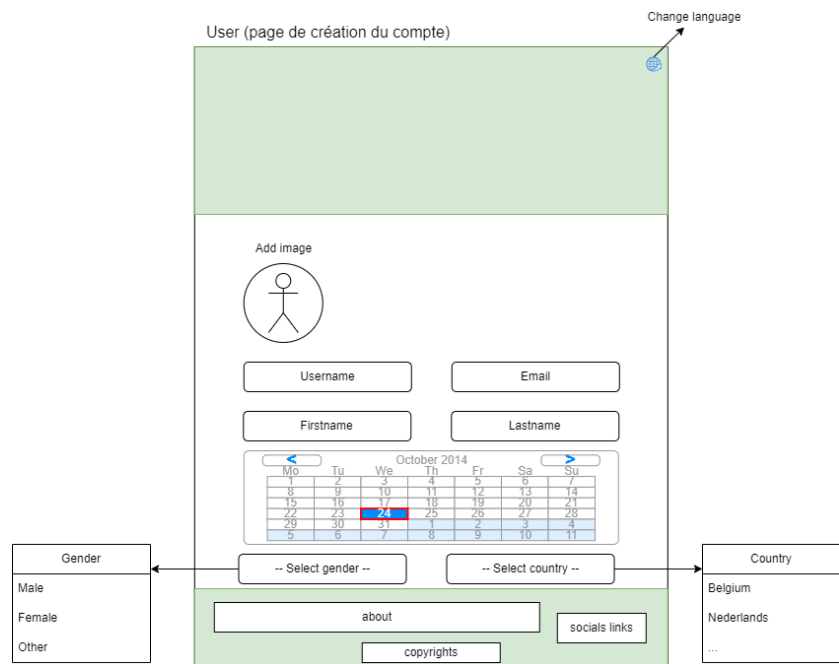 Change language
User (page de création du compte)
Add image
Username
Email
Firstname
Lastname
< October 2014 >
Mo Tu We Th Fr Sa Su
1 2 3 4 5 6 7
8 9 10 11 12 13 14
15 16 17 18 19 20 21
22 23 24 25 26 27 28
29 30 31 1 2 3 4
5 6 7 8 9 10 11
Gender
Male
Female
Other
-- Select gender --
-- Select country --
Country
Belgium
Nederlands
...
about
socials links
copyrights